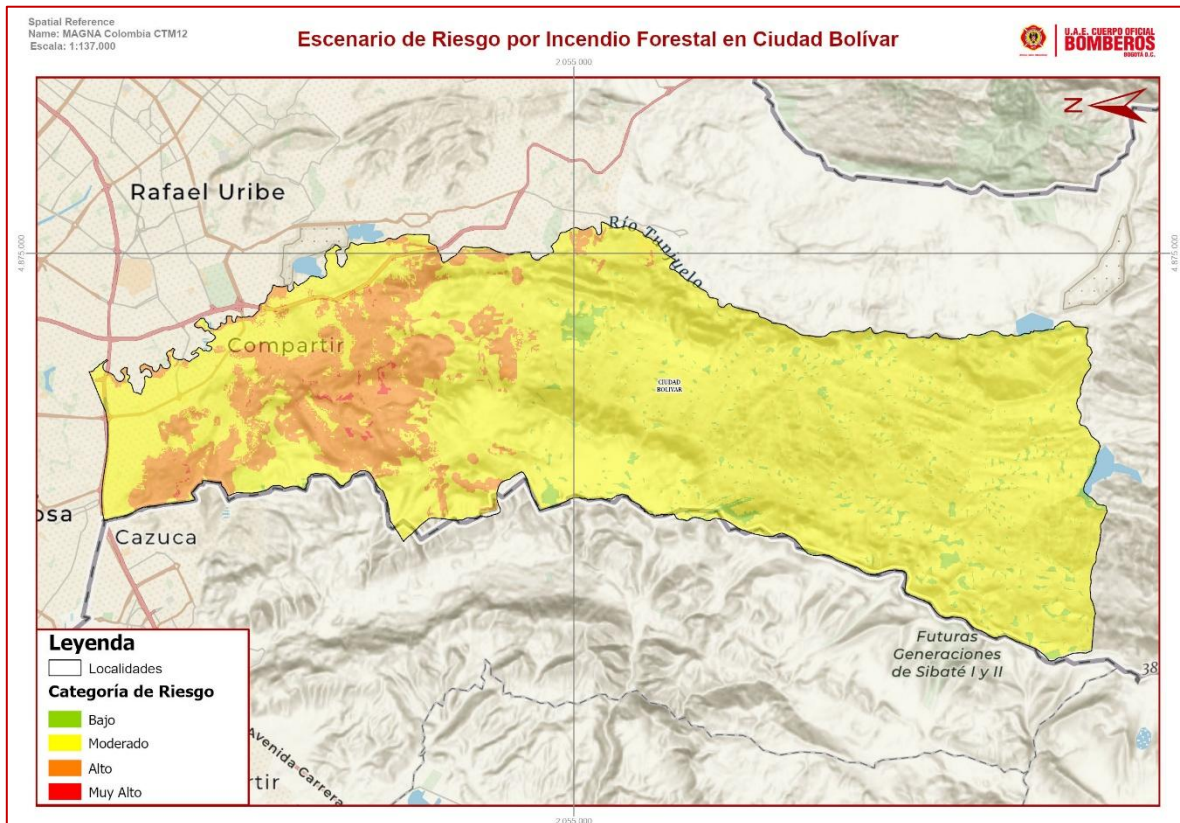 Spatial Reference
Name: MAGNA Colombia CTM12
Escala: 1:137.000
Escenario de Riesgo por Incendio Forestal en Ciudad Bolívar
U.A.E. CUERPO OFICIAL
BOMBEROS
BOGOTÁ D.C.
2.055.000
N
Rafael Uribe
Río Tunjuelo
4.875.000
4.875.000
Compartir
CIUDAD
BOLIVAR
osa
Cazuca
Futuras
Generaciones
de Sibaté I y II
38
Avenida Carrera
rtir
Leyenda
Localidades
Categoría de Riesgo
Bajo
Moderado
Alto
Muy Alto
2.055.000